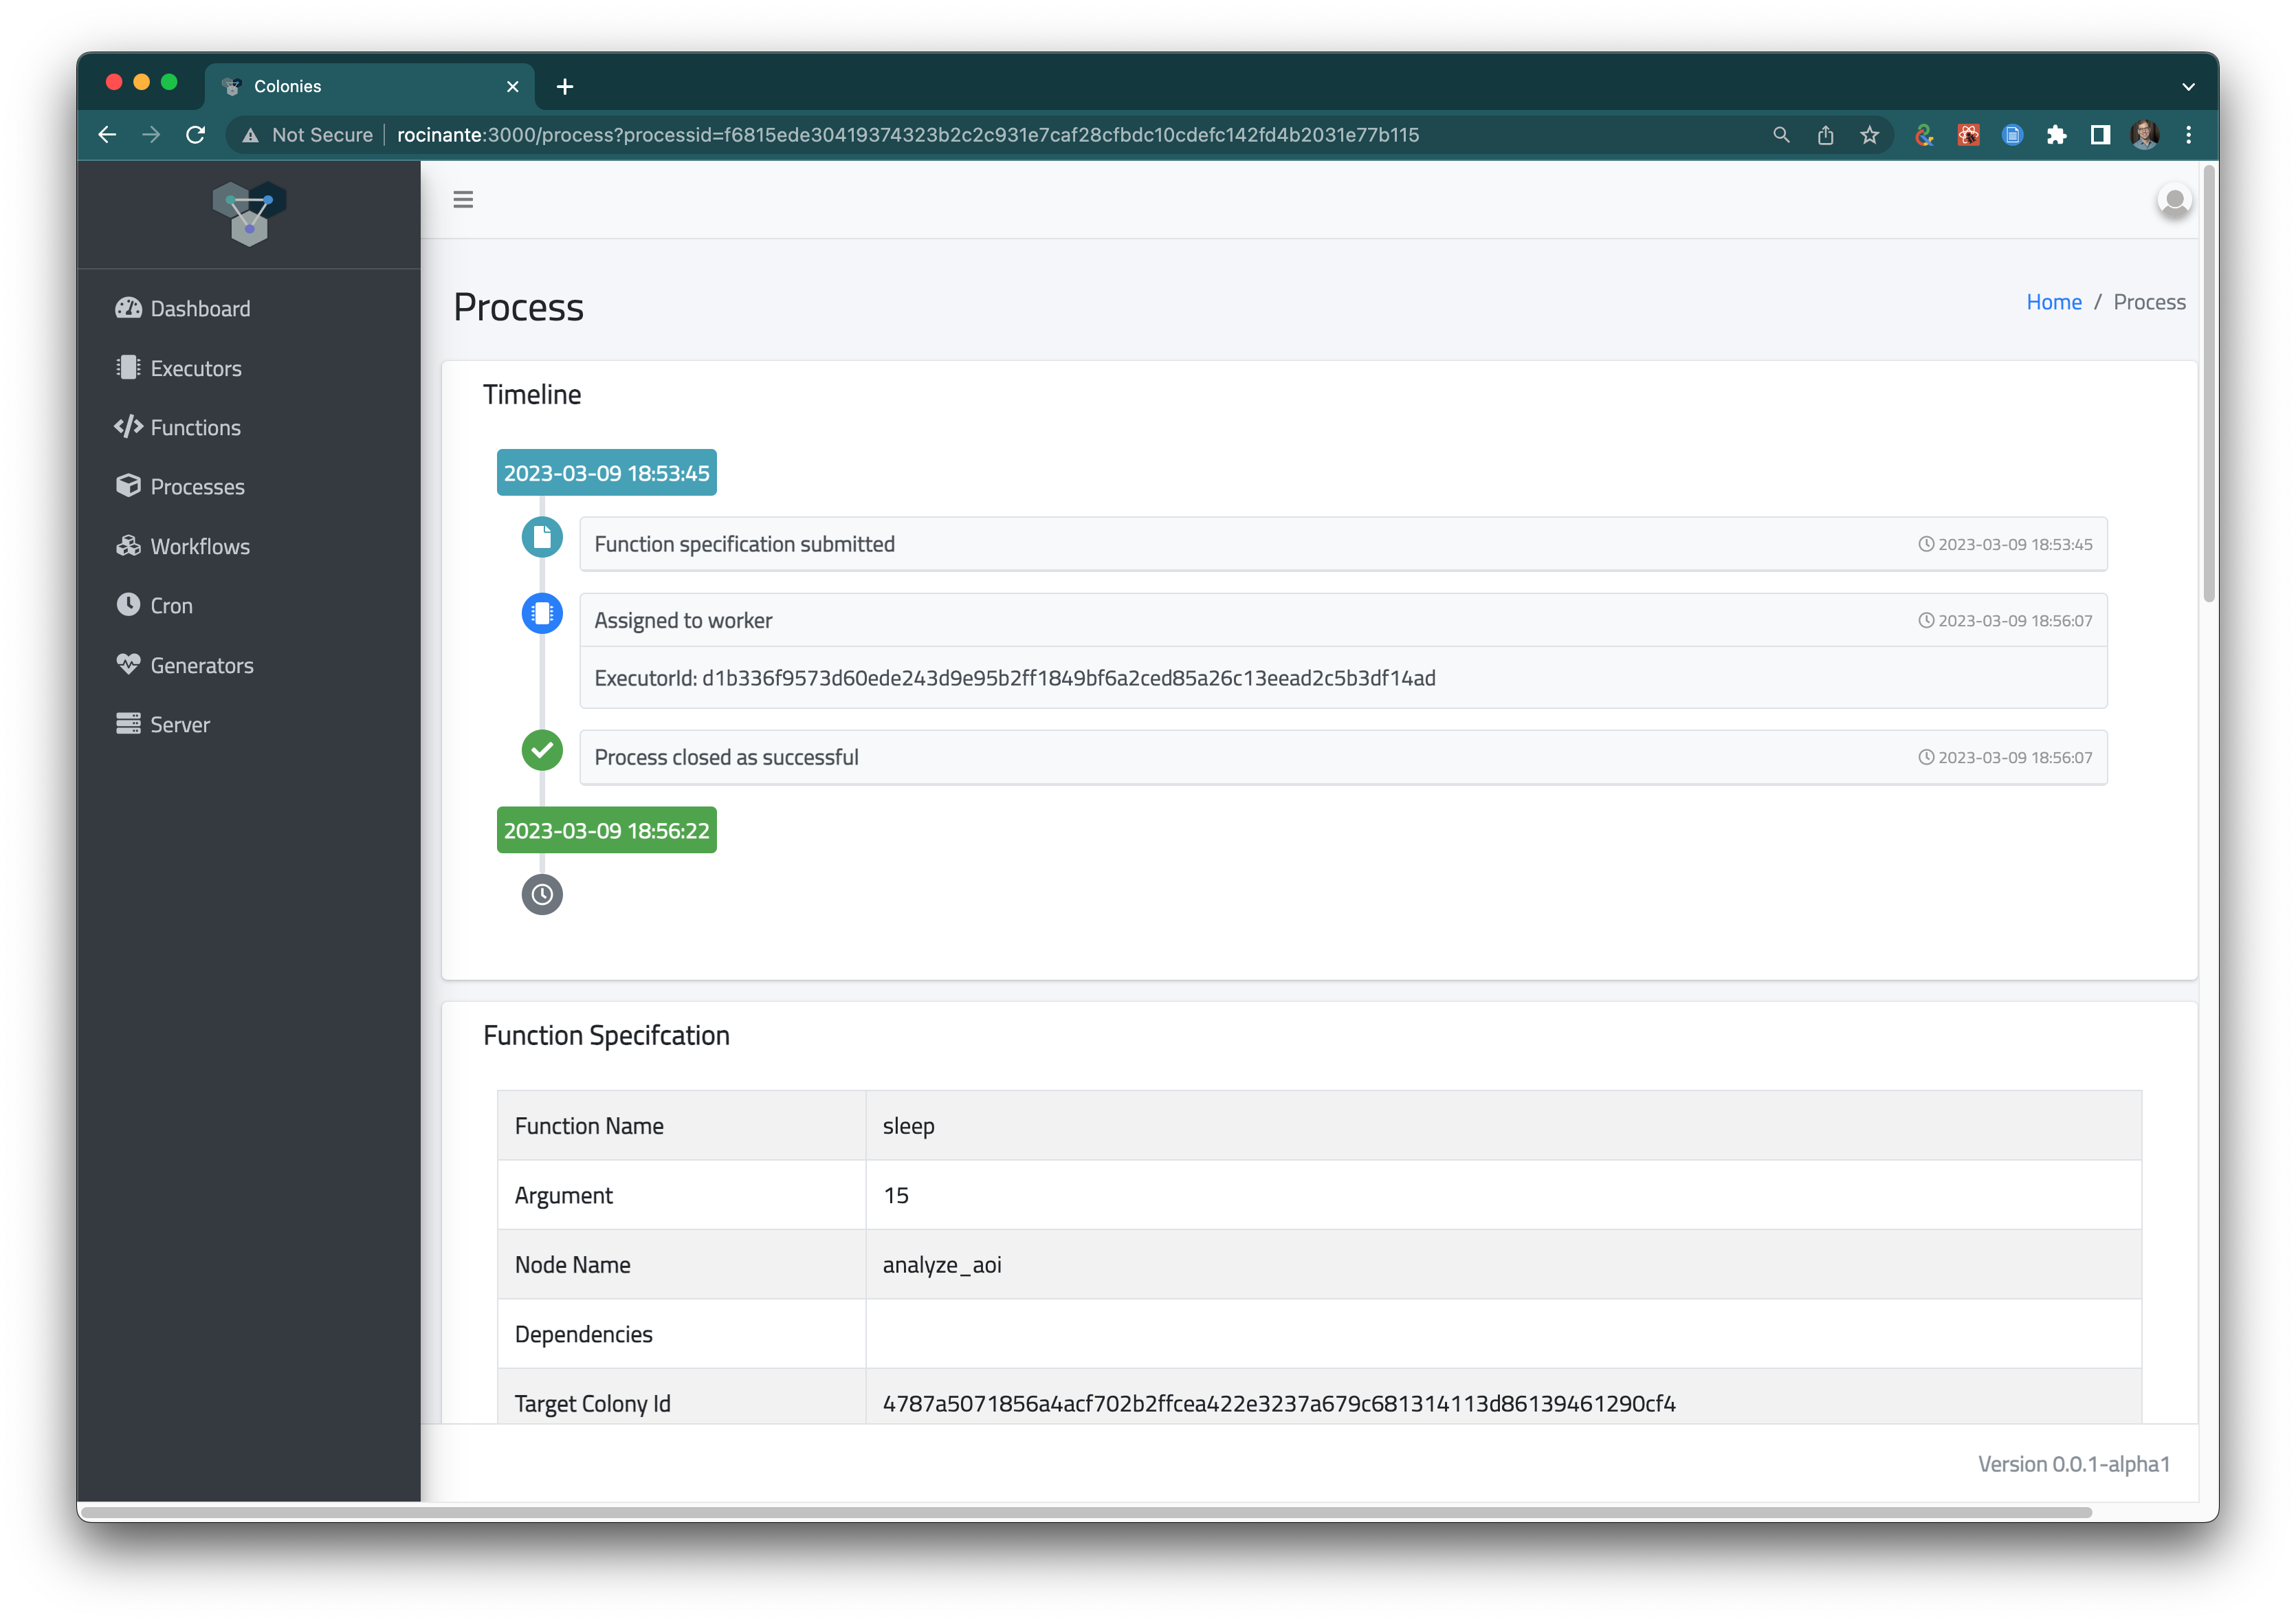 Colonies
Not Secure rocinante:3000/process?processid=f6815ede30419374323b2c2c931e7caf28cfbdc10cdefc142fd4b2031e77b115
Dashboard
Executors
Functions
Processes
Workflows
Cron
Generators
Server
Process
Home / Process
Timeline
2023-03-09 18:53:45
Function specification submitted 2023-03-09 18:53:45
Assigned to worker 2023-03-09 18:56:07
ExecutorId: d1b336f9573d60ede243d9e95b2ff1849bf6a2ced85a26c13eead2c5b3df14ad
Process closed as successful 2023-03-09 18:56:07
2023-03-09 18:56:22
Function Specifcation
Function Name sleep
Argument 15
Node Name analyze_aoi
Dependencies
Target Colony Id 4787a5071856a4acf702b2ffcea422e3237a679c681314113d86139461290cf4
Version 0.0.1-alpha1